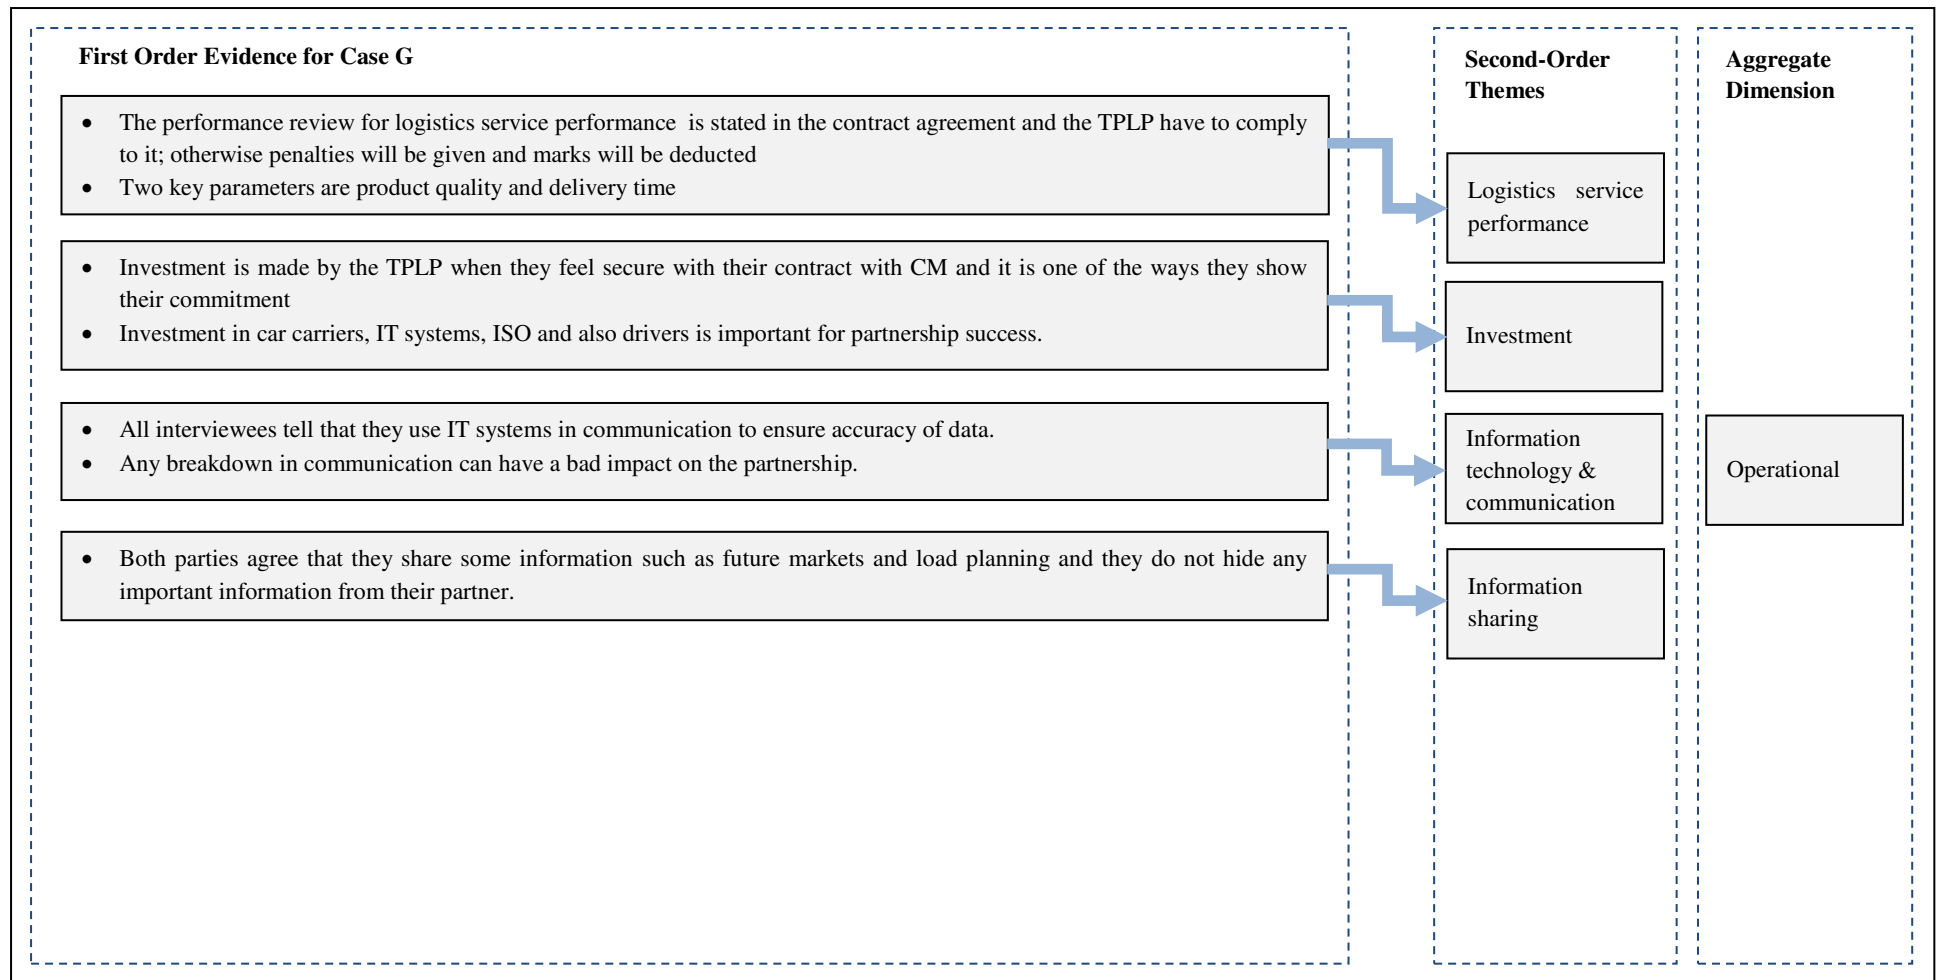 First Order Evidence for Case G
• The performance review for logistics service performance is stated in the contract agreement and the TPLP have to comply
to it; otherwise penalties will be given and marks will be deducted
• Two key parameters are product quality and delivery time
• Investment is made by the TPLP when they feel secure with their contract with CM and it is one of the ways they show
their commitment
• Investment in car carriers, IT systems, ISO and also drivers is important for partnership success.
• All interviewees tell that they use IT systems in communication to ensure accuracy of data.
• Any breakdown in communication can have a bad impact on the partnership.
• Both parties agree that they share some information such as future markets and load planning and they do not hide any
important information from their partner.
Second-Order
Themes
Logistics service
performance
Investment
Information
technology &
communication
Information
sharing
Aggregate
Dimension
Operational